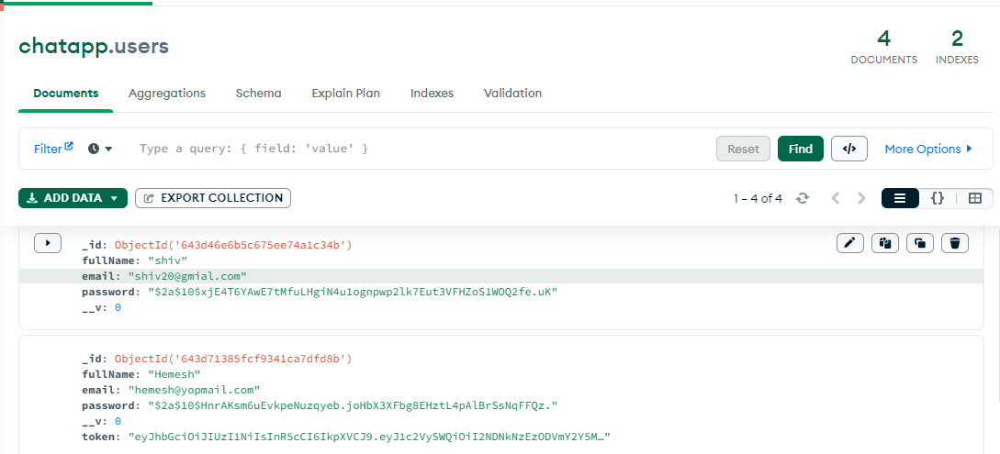 chatapp.users
4
DOCUMENTS
2
INDEXES
Documents Aggregations Schema Explain Plan Indexes Validation
Filter Type a query: { field: 'value' } Reset Find </> More Options
ADD DATA EXPORT COLLECTION 1 – 4 of 4 {}
_id: ObjectId('643d46e6b5c675ee74a1c34b')
fullName: "shiv"
email: "shiv20@gmial.com"
password: "$2a$10$xjE4T6YAwE7tMfuLHgiN4u1ognpwp2lk7Eut3VFHZoS1WOQ2fe.uK"
__v: 0
_id: ObjectId('643d71385fcf9341ca7dfd8b')
fullName: "Hemesh"
email: "hemesh@yopmail.com"
password: "$2a$10$HnrAKsm6uEvkpeNuzqyeb.joHbX3XFbg8EHztL4pAlBrSsNqFFQz."
__v: 0
token: "eyJhbGciOiJIUzI1NiIsInR5cCI6IkpXVCJ9.eyJ1c2VySWQiOiI2NDNkNzEzODVmY2Y5M…"